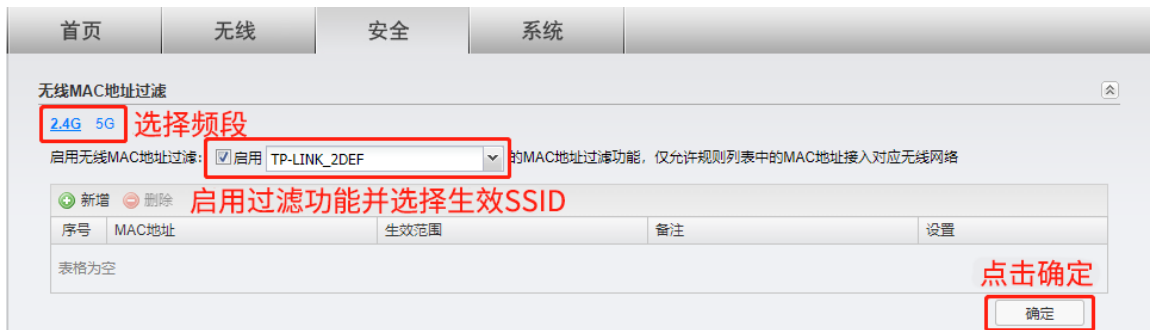 首页 无线 安全 系统
无线MAC地址过滤
2.4G 5G 选择频段
启用无线MAC地址过滤: 启用 TP-LINK_2DEF 的MAC地址过滤功能，仅允许规则列表中的MAC地址接入对应无线网络
新增 删除 启用过滤功能并选择生效SSID
序号 MAC地址 生效范围 备注 设置
表格为空
点击确定
确定